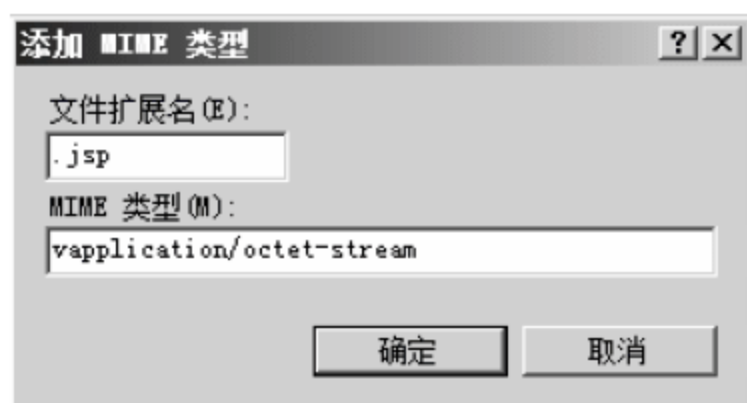 添加 MIME 类型
文件扩展名(E):
.jsp
MIME 类型(M):
vapplication/octet-stream
确定 取消